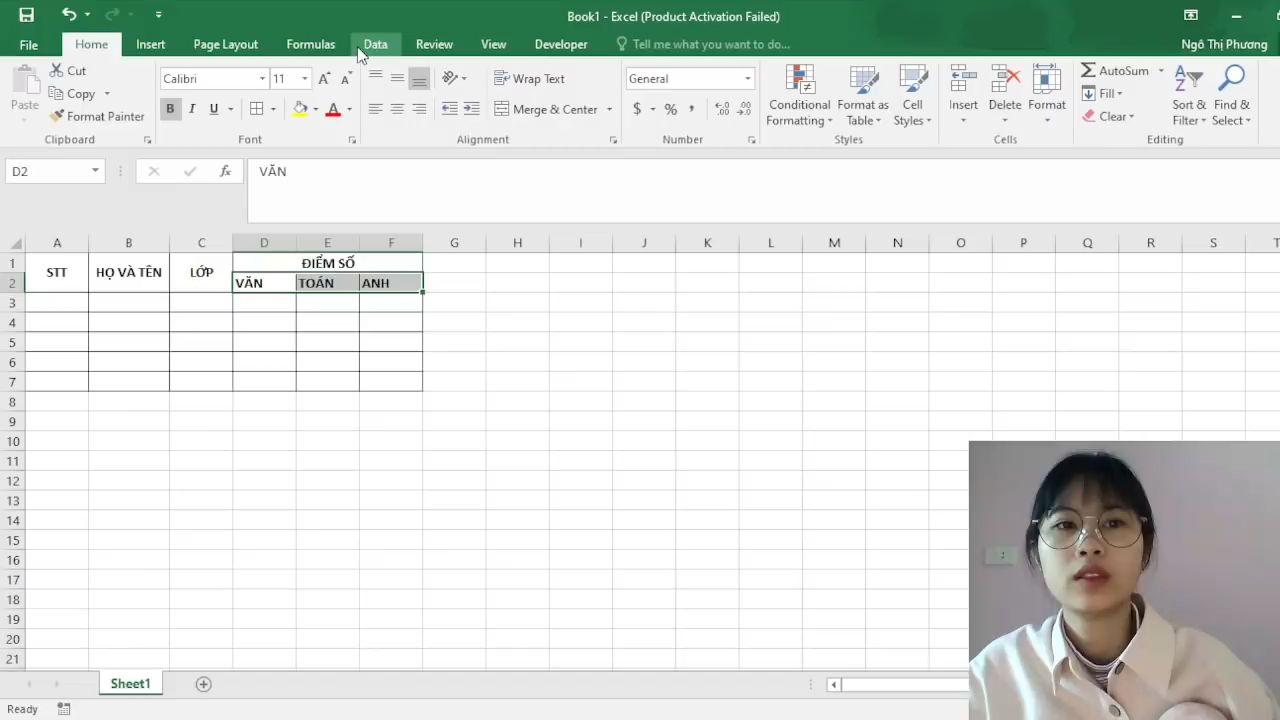 Book1 - Excel (Product Activation Failed)
File Home Insert Page Layout Formulas Data Review View Developer Tell me what you want to do... Ngô Thị Phương
Paste Cut Copy Format Painter
Clipboard
Calibri 11
B I U A
Font
Wrap Text
Merge & Center
Alignment
General
$ %
Number
Conditional Formatting Format as Table Cell Styles
Styles
Insert Delete Format
Cells
AutoSum Fill Clear Sort & Filter Find & Select
Editing
D2 fx VĂN
A B C D E F G H I J K L M N O P Q R S T
1 STT HỌ VÀ TÊN LỚP ĐIỂM SỐ
2 VĂN TOÁN ANH
3
4
5
6
7
8
9
10
11
12
13
14
15
16
17
18
19
20
21
Sheet1
Ready